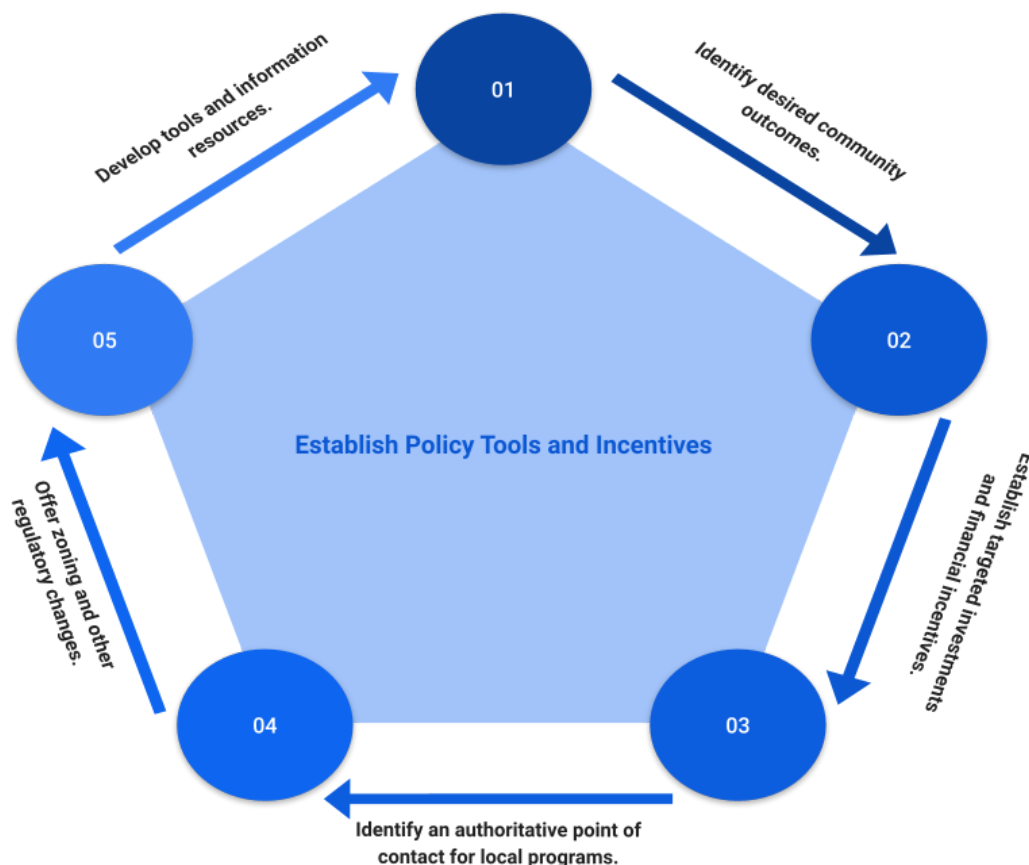 01
Identify desired community
outcomes.
02
Establish targeted investments
and financial incentives.
03
Identify an authoritative point of
contact for local programs.
04
Offer zoning and other
regulatory changes.
05
Develop tools and information
resources.
Establish Policy Tools and Incentives